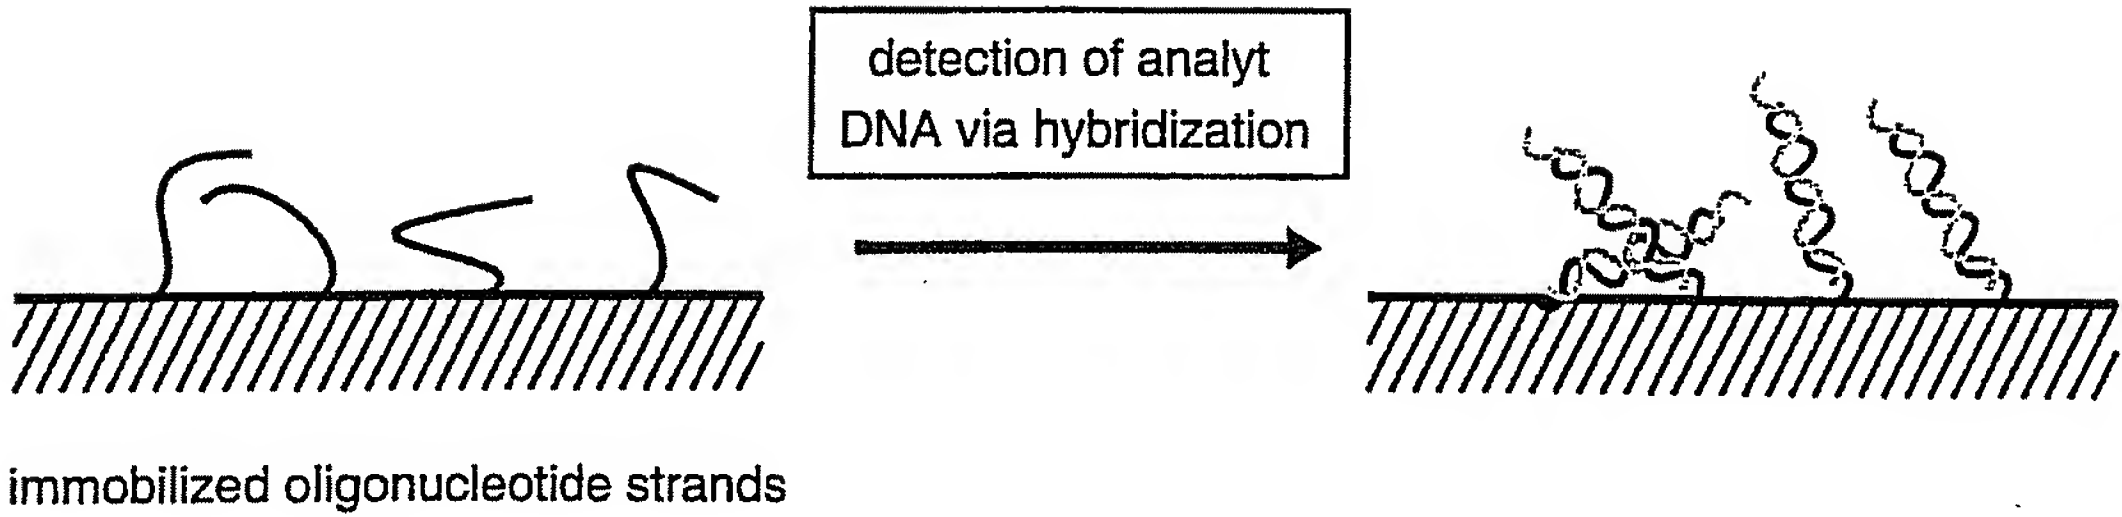 detection of analyt
DNA via hybridization
immobilized oligonucleotide strands